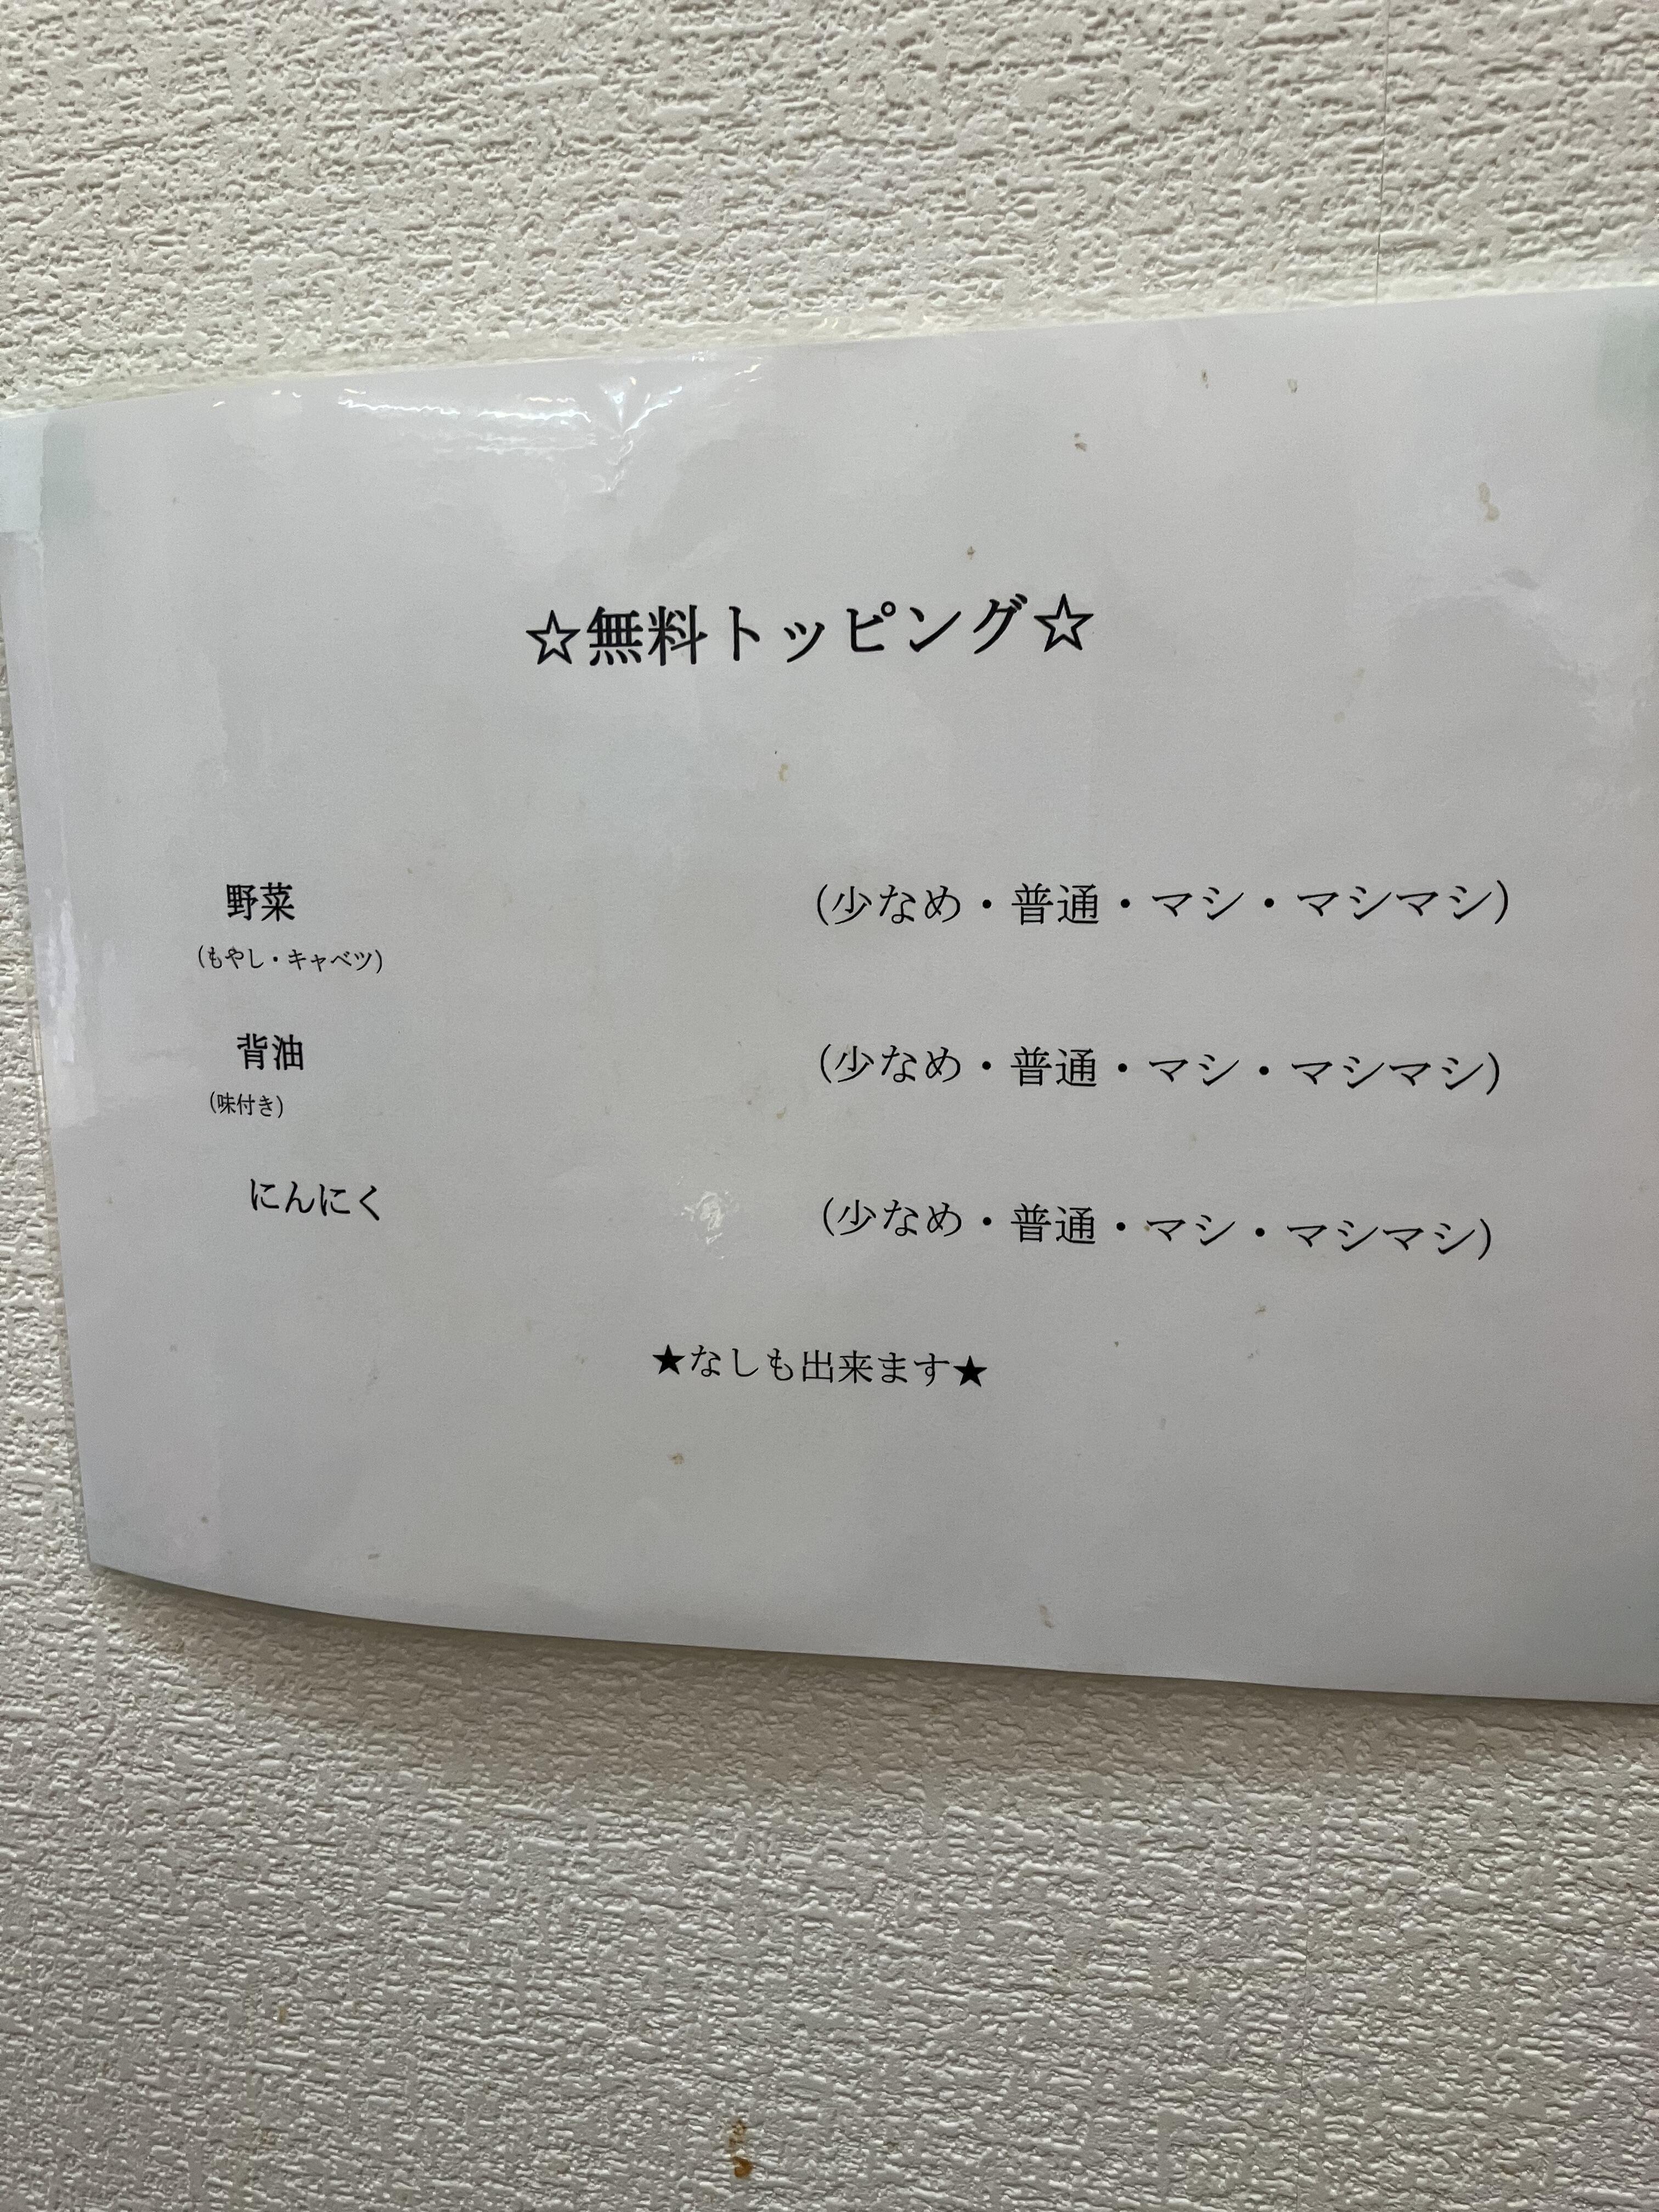 ☆無料トッピング☆
野菜 (少なめ・普通・マシ・マシマシ)
(もやし・キャベツ)
背油 (少なめ・普通・マシ・マシマシ)
(味付き)
にんにく (少なめ・普通・マシ・マシマシ)
★なしも出来ます★